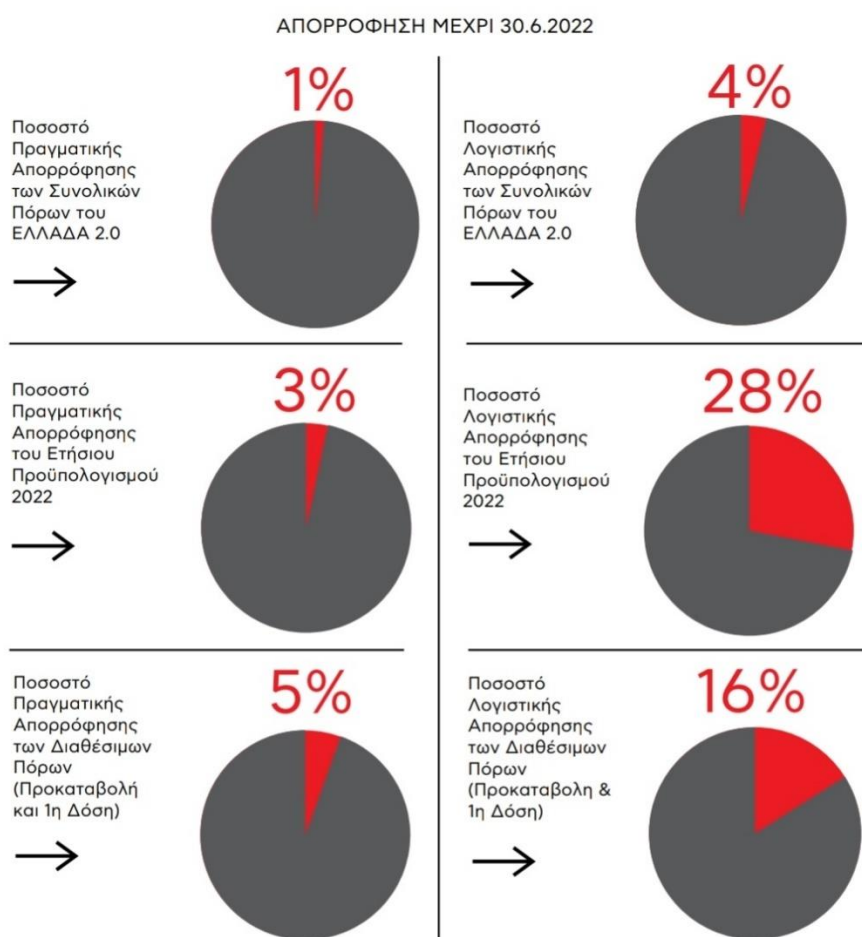 ΑΠΟΡΡΟΦΗΣΗ ΜΕΧΡΙ 30.6.2022
1%
Ποσοστό
Πραγματικής
Απορρόφησης
των Συνολικών
Πόρων του
ΕΛΛΑΔΑ 2.0
4%
Ποσοστό
Λογιστικής
Απορρόφησης
των Συνολικών
Πόρων του
ΕΛΛΑΔΑ 2.0
3%
Ποσοστό
Πραγματικής
Απορρόφησης
του Ετήσιου
Προϋπολογισμού
2022
28%
Ποσοστό
Λογιστικής
Απορρόφησης
του Ετήσιου
Προϋπολογισμού
2022
5%
Ποσοστό
Πραγματικής
Απορρόφησης
των Διαθέσιμων
Πόρων
(Προκαταβολή
και 1η Δόση)
16%
Ποσοστό
Λογιστικής
Απορρόφησης
των Διαθέσιμων
Πόρων
(Προκαταβολη &
1η Δόση)